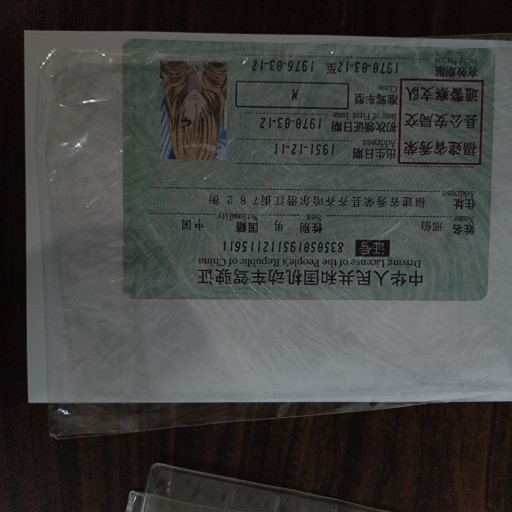 中华人民共和国机动车驾驶证
Driving License of the People's Republic of China
证号 835050195112115611
姓名 邢伯 性别 男 国籍 中国
Name Sex Nationality
住址 福建省秀荣县齐齐哈尔潜江街782街
Address
福建省秀荣
县公安局交
通警察支队
出生日期 1951-12-11
Address
初次领证日期 1970-03-12
Date of First Issue
准驾车型 M
Class
有效期限 1970-03-12至 1976-03-12
Valid Period